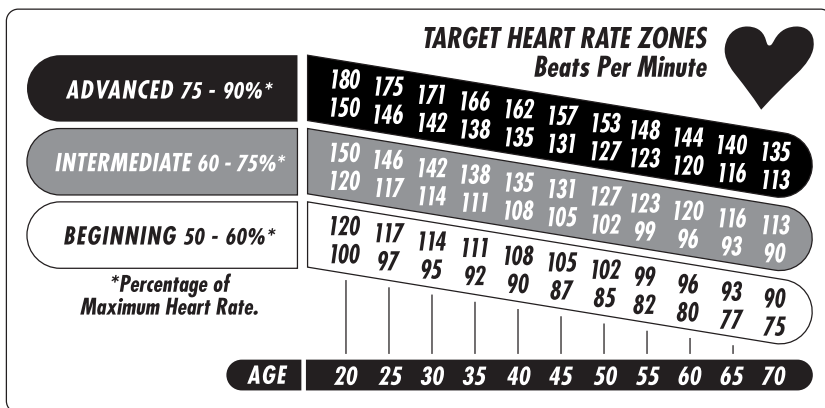 TARGET HEART RATE ZONES
Beats Per Minute
ADVANCED 75 - 90%*
180 175 171 166 162 157 153 148 144 140 135
150 146 142 138 135 131 127 123 120 116 113
INTERMEDIATE 60 - 75%*
150 146 142 138 135 131 127 123 120 116 113
120 117 114 111 108 105 102 99 96 93 90
BEGINNING 50 - 60%*
120 117 114 111 108 105 102 99 96 93 90
100 97 95 92 90 87 85 82 80 77 75
*Percentage of
Maximum Heart Rate.
AGE 20 25 30 35 40 45 50 55 60 65 70